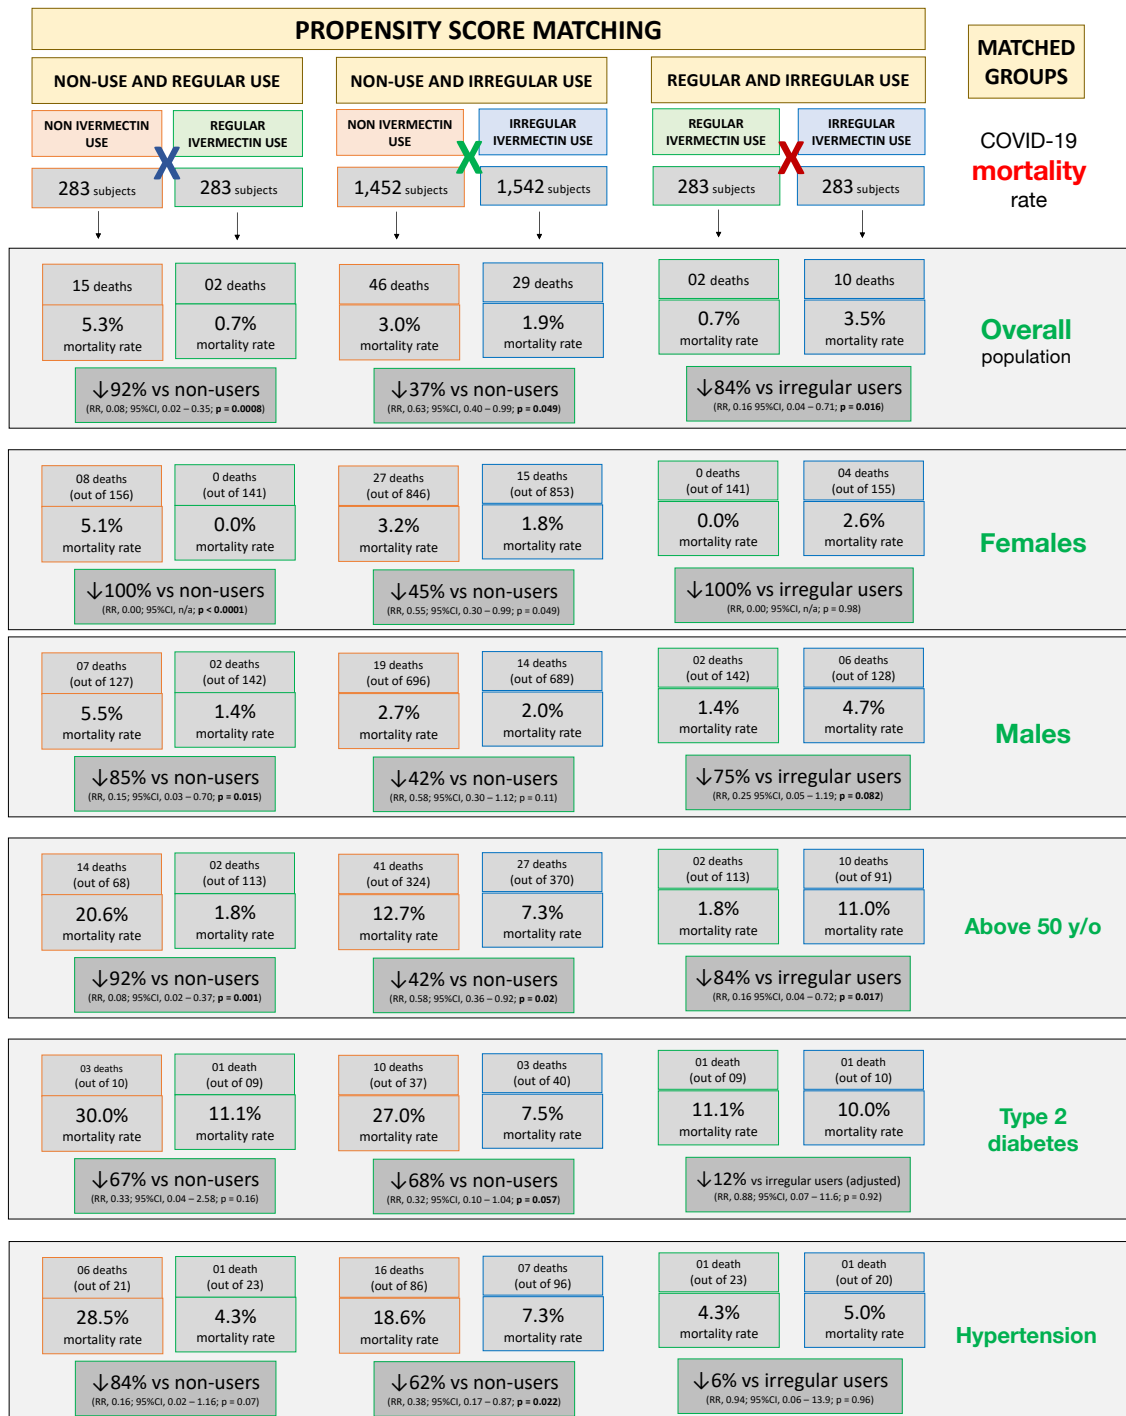 PROPENSITY SCORE MATCHING
MATCHED
GROUPS
NON-USE AND REGULAR USE
NON-USE AND IRREGULAR USE
REGULAR AND IRREGULAR USE
NON IVERMECTIN
USE
REGULAR
IVERMECTIN USE
NON IVERMECTIN
USE
IRREGULAR
IVERMECTIN USE
REGULAR
IVERMECTIN USE
IRREGULAR
IVERMECTIN USE
X
X
X
COVID-19
mortality
rate
283 subjects
283 subjects
1,452 subjects
1,542 subjects
283 subjects
283 subjects
15 deaths
5.3%
mortality rate
02 deaths
0.7%
mortality rate
↓92% vs non-users
(RR, 0.08; 95%CI, 0.02 – 0.35; p = 0.0008)
46 deaths
3.0%
mortality rate
29 deaths
1.9%
mortality rate
↓37% vs non-users
(RR, 0.63; 95%CI, 0.40 – 0.99; p = 0.049)
02 deaths
0.7%
mortality rate
10 deaths
3.5%
mortality rate
↓84% vs irregular users
(RR, 0.16 95%CI, 0.04 – 0.71; p = 0.016)
Overall
population
08 deaths
(out of 156)
5.1%
mortality rate
0 deaths
(out of 141)
0.0%
mortality rate
↓100% vs non-users
(RR, 0.00; 95%CI, n/a; p < 0.0001)
27 deaths
(out of 846)
3.2%
mortality rate
15 deaths
(out of 853)
1.8%
mortality rate
↓45% vs non-users
(RR, 0.55; 95%CI, 0.30 – 0.99; p = 0.049)
0 deaths
(out of 141)
0.0%
mortality rate
04 deaths
(out of 155)
2.6%
mortality rate
↓100% vs irregular users
(RR, 0.00; 95%CI, n/a; p = 0.98)
Females
07 deaths
(out of 127)
5.5%
mortality rate
02 deaths
(out of 142)
1.4%
mortality rate
↓85% vs non-users
(RR, 0.15; 95%CI, 0.03 – 0.70; p = 0.015)
19 deaths
(out of 696)
2.7%
mortality rate
14 deaths
(out of 689)
2.0%
mortality rate
↓42% vs non-users
(RR, 0.58; 95%CI, 0.30 – 1.12; p = 0.11)
02 deaths
(out of 142)
1.4%
mortality rate
06 deaths
(out of 128)
4.7%
mortality rate
↓75% vs irregular users
(RR, 0.25 95%CI, 0.05 – 1.19; p = 0.082)
Males
14 deaths
(out of 68)
20.6%
mortality rate
02 deaths
(out of 113)
1.8%
mortality rate
↓92% vs non-users
(RR, 0.08; 95%CI, 0.02 – 0.37; p = 0.001)
41 deaths
(out of 324)
12.7%
mortality rate
27 deaths
(out of 370)
7.3%
mortality rate
↓42% vs non-users
(RR, 0.58; 95%CI, 0.36 – 0.92; p = 0.02)
02 deaths
(out of 113)
1.8%
mortality rate
10 deaths
(out of 91)
11.0%
mortality rate
↓84% vs irregular users
(RR, 0.16 95%CI, 0.04 – 0.72; p = 0.017)
Above 50 y/o
03 deaths
(out of 10)
30.0%
mortality rate
01 death
(out of 09)
11.1%
mortality rate
↓67% vs non-users
(RR, 0.33; 95%CI, 0.04 – 2.58; p = 0.16)
10 deaths
(out of 37)
27.0%
mortality rate
03 deaths
(out of 40)
7.5%
mortality rate
↓68% vs non-users
(RR, 0.32; 95%CI, 0.10 – 1.04; p = 0.057)
01 death
(out of 09)
11.1%
mortality rate
01 death
(out of 10)
10.0%
mortality rate
↓12% vs irregular users (adjusted)
(RR, 0.88; 95%CI, 0.07 – 11.6; p = 0.92)
Type 2
diabetes
06 deaths
(out of 21)
28.5%
mortality rate
01 death
(out of 23)
4.3%
mortality rate
↓84% vs non-users
(RR, 0.16; 95%CI, 0.02 – 1.16; p = 0.07)
16 deaths
(out of 86)
18.6%
mortality rate
07 deaths
(out of 96)
7.3%
mortality rate
↓62% vs non-users
(RR, 0.38; 95%CI, 0.17 – 0.87; p = 0.022)
01 death
(out of 23)
4.3%
mortality rate
01 death
(out of 20)
5.0%
mortality rate
↓6% vs irregular users
(RR, 0.94; 95%CI, 0.06 – 13.9; p = 0.96)
Hypertension